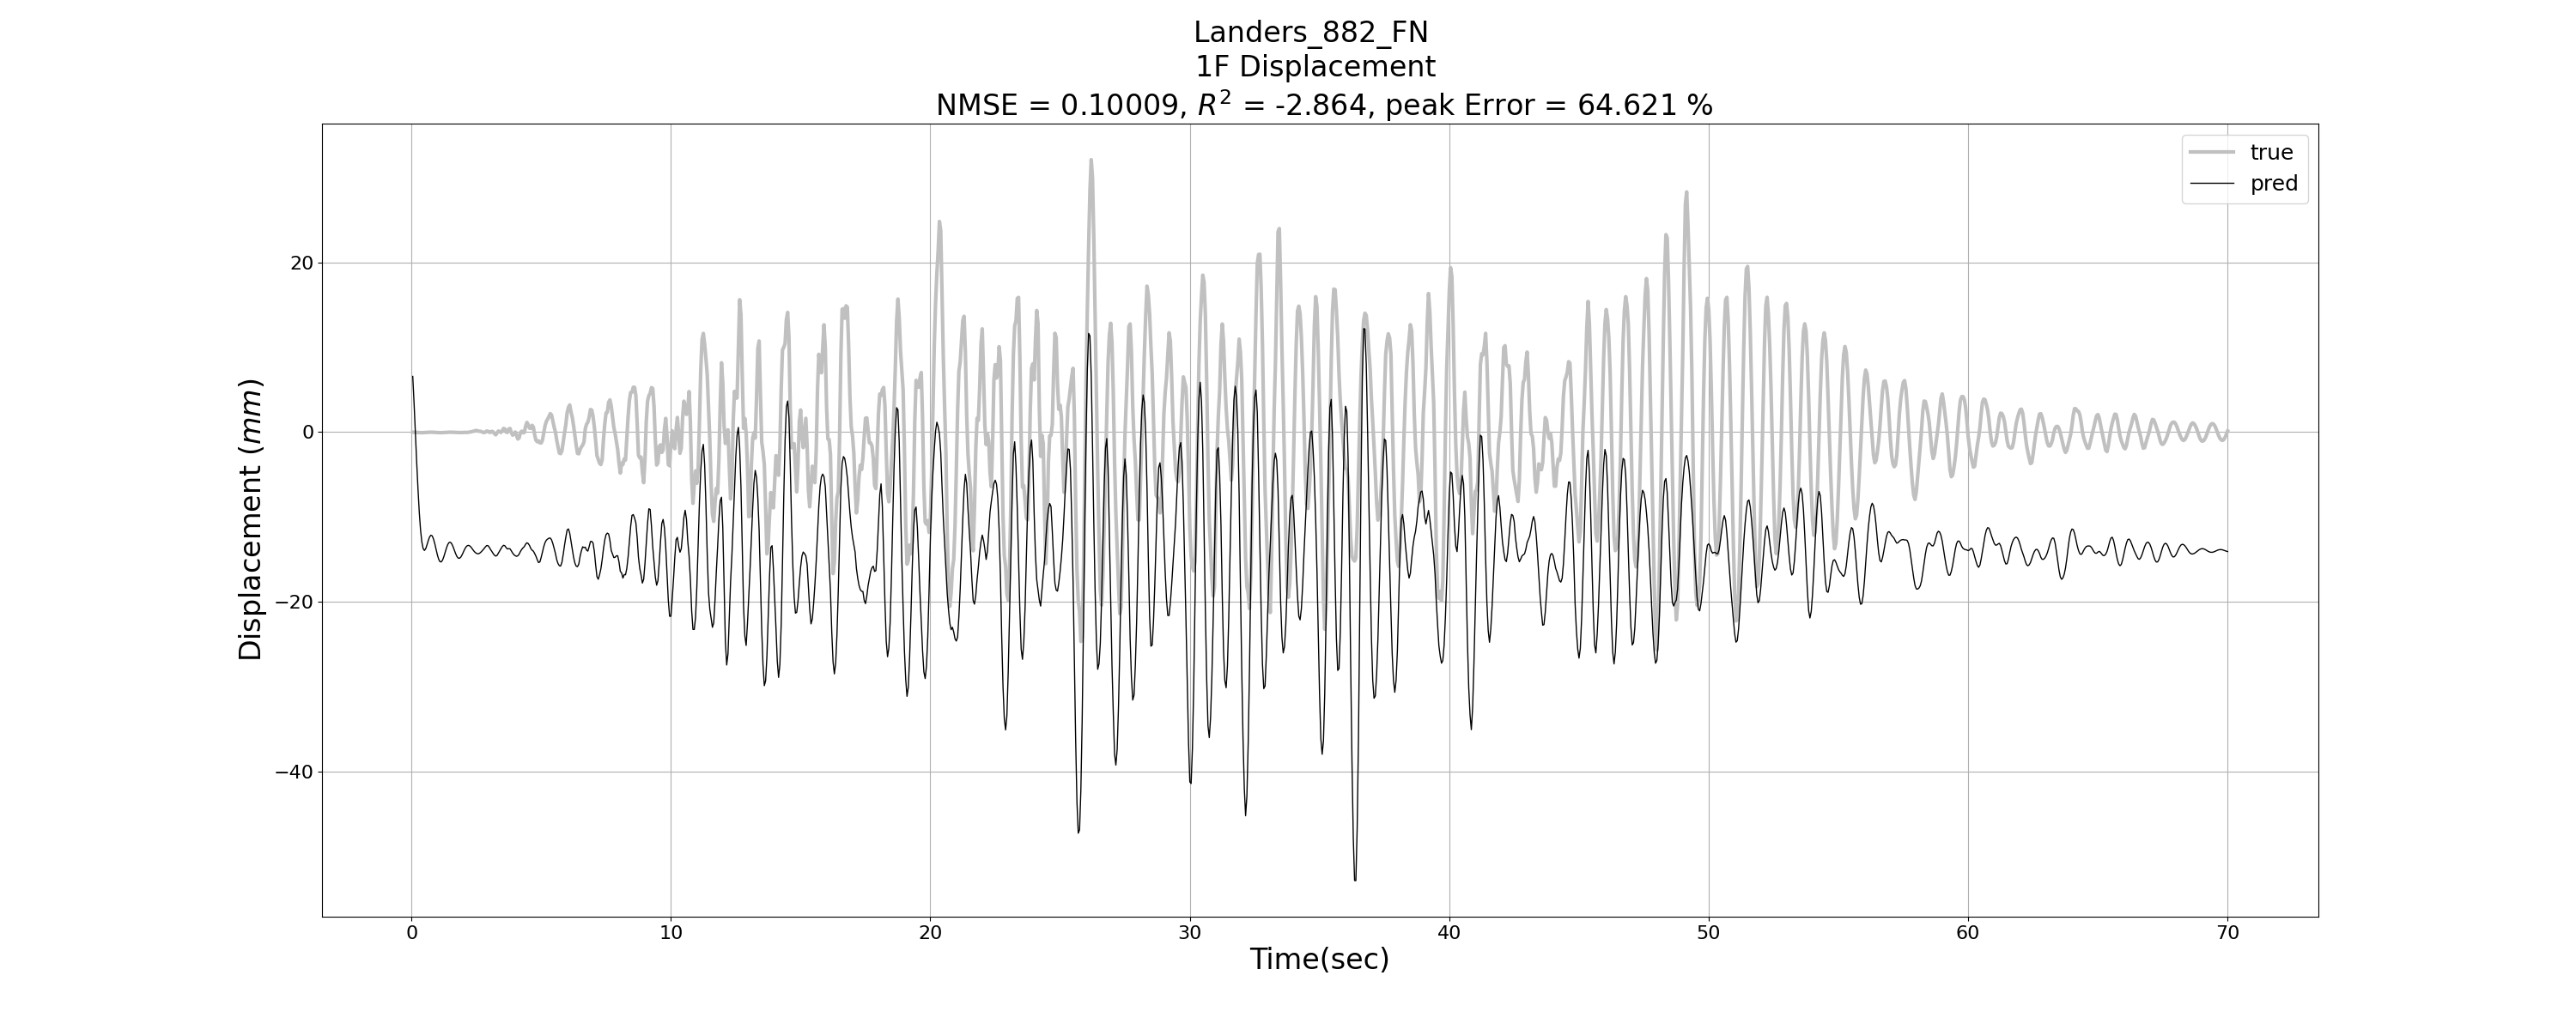 Landers_882_FN
1F Displacement
NMSE = 0.10009, R² = -2.864, peak Error = 64.621 %
true
pred
Displacement (mm)
20
0
−20
−40
0 10 20 30 40 50 60 70
Time(sec)